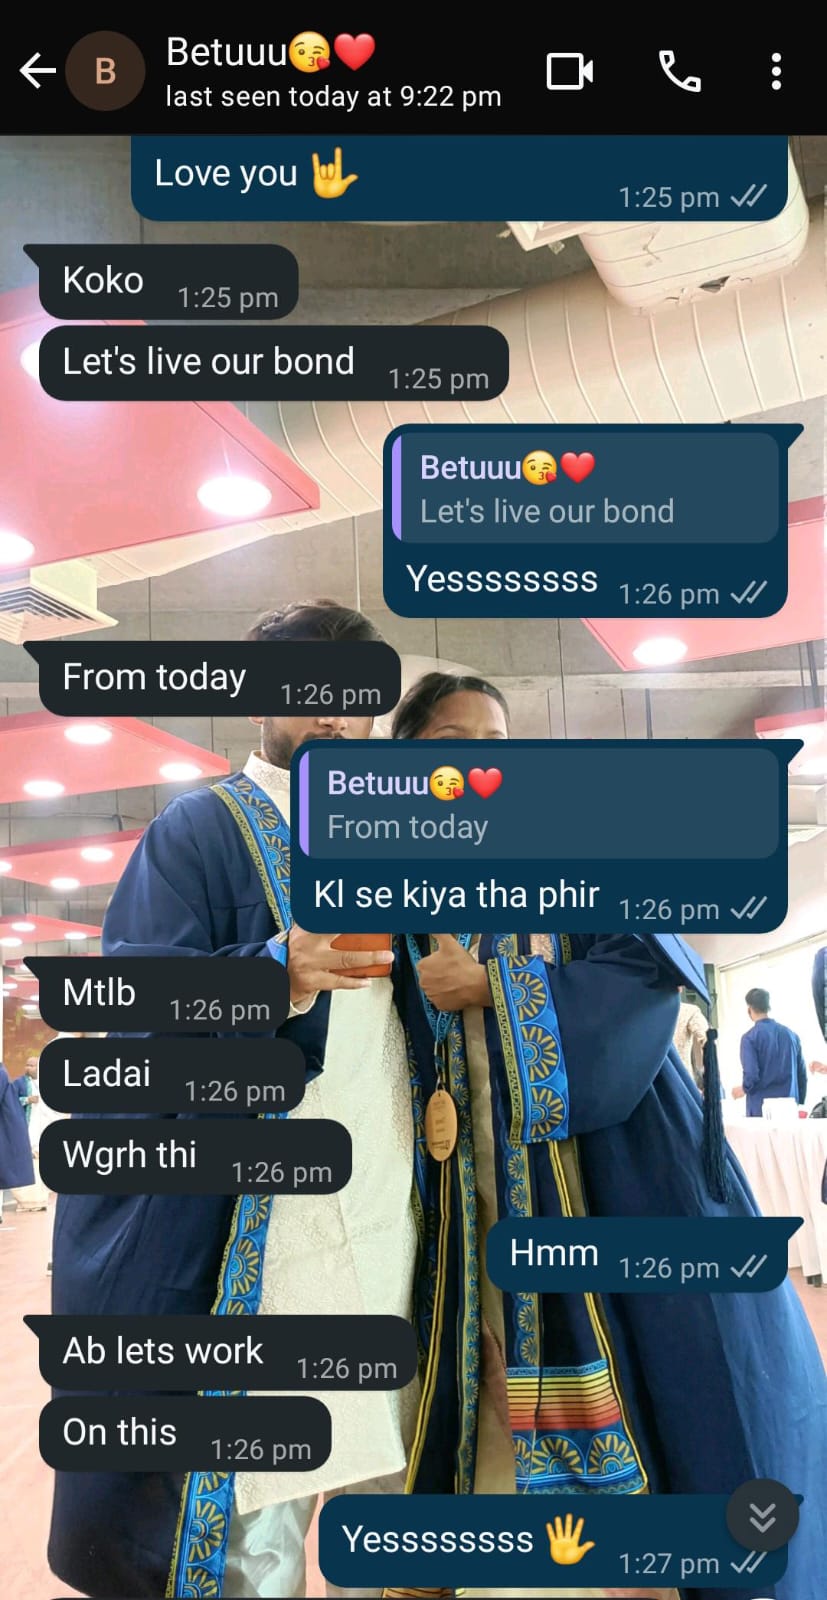 Betuuu😘❤️
last seen today at 9:22 pm
Love you 🤟
1:25 pm
Koko 1:25 pm
Let's live our bond 1:25 pm
Betuuu😘❤️
Let's live our bond
Yesssssssss 1:26 pm
From today 1:26 pm
Betuuu😘❤️
From today
Kl se kiya tha phir 1:26 pm
Mtlb 1:26 pm
Ladai 1:26 pm
Wgrh thi 1:26 pm
Hmm 1:26 pm
Ab lets work 1:26 pm
On this 1:26 pm
Yesssssssss 🖐️ 1:27 pm